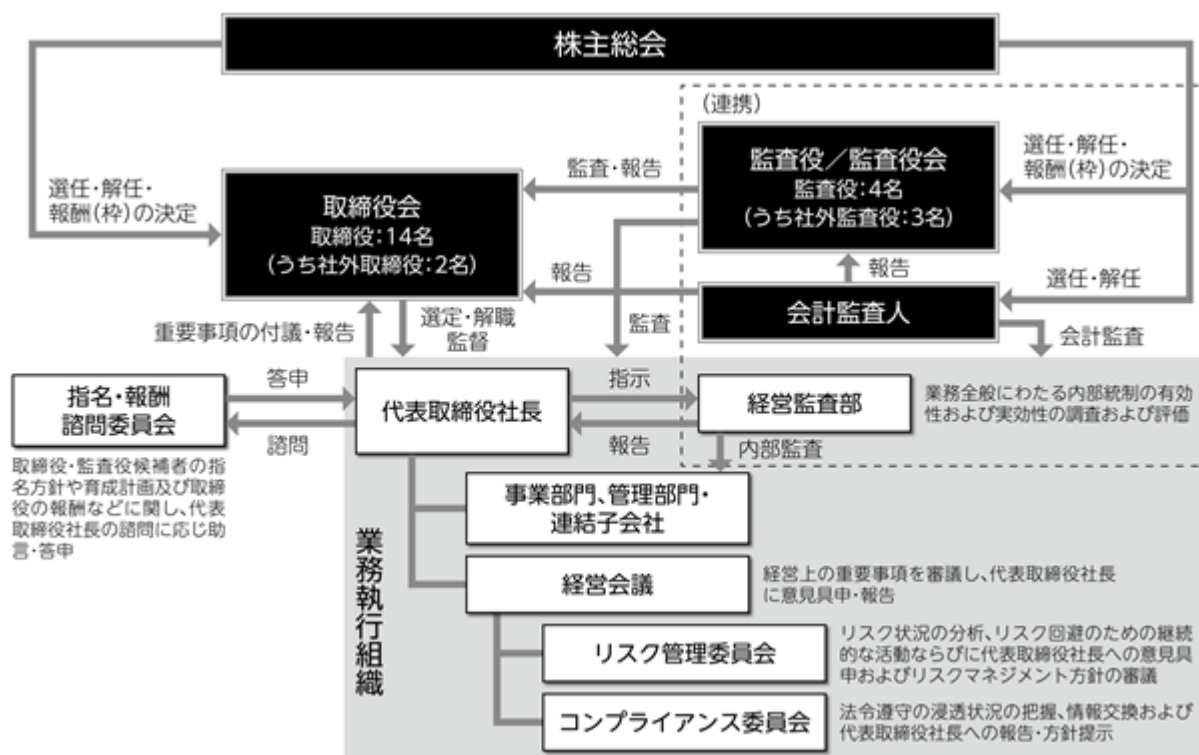 株主総会
(連携)
選任・解任・
報酬(枠)の決定
取締役会
取締役:14名
(うち社外取締役:2名)
監査・報告
監査役／監査役会
監査役:4名
(うち社外監査役:3名)
選任・解任・
報酬(枠)の決定
報告
報告
選任・解任
会計監査人
重要事項の付議・報告
選定・解職
監督
監査
会計監査
指名・報酬
諮問委員会
答申
諮問
代表取締役社長
指示
報告
経営監査部
業務全般にわたる内部統制の有効
性および実効性の調査および評価
内部監査
取締役・監査役候補者の指
名方針や育成計画及び取締
役の報酬などに関し、代表
取締役社長の諮問に応じ助
言・答申
業務執行組織
事業部門、管理部門・
連結子会社
経営会議
経営上の重要事項を審議し、代表取締役社長
に意見具申・報告
リスク管理委員会
リスク状況の分析、リスク回避のための継続
的な活動ならびに代表取締役社長への意見具
申およびリスクマネジメント方針の審議
コンプライアンス委員会
法令遵守の浸透状況の把握、情報交換および
代表取締役社長への報告・方針提示